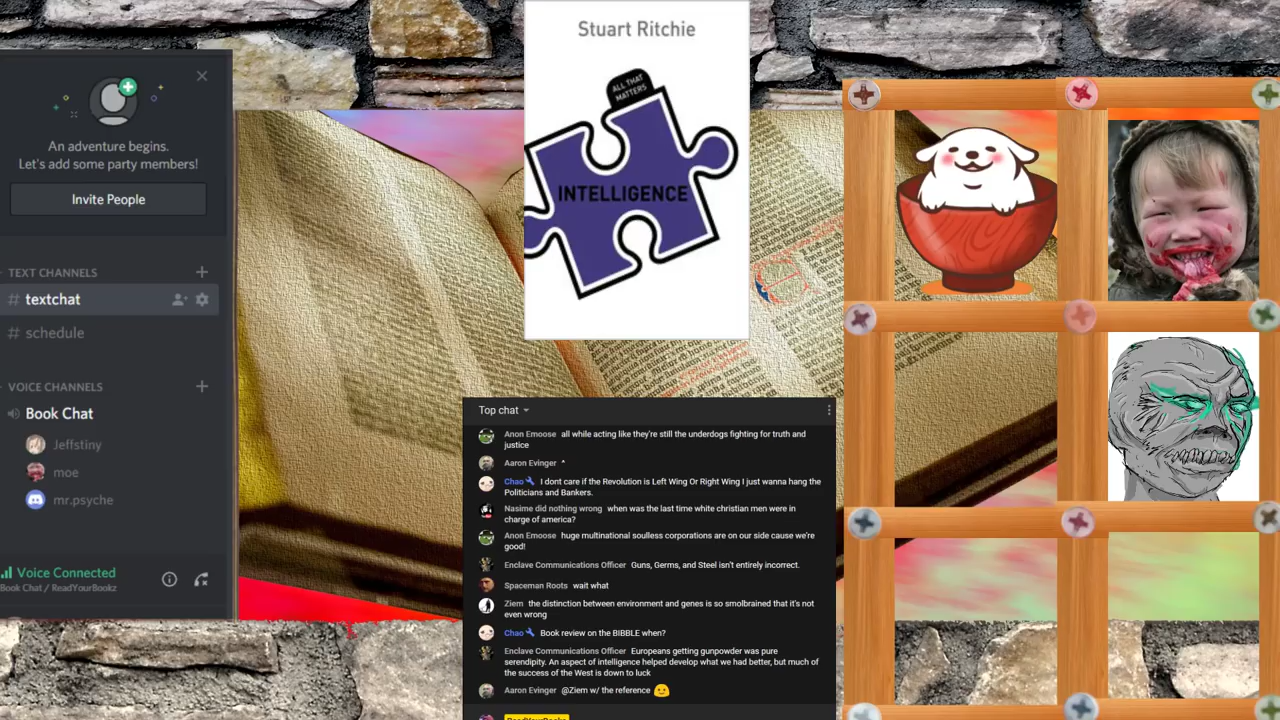 Stuart Ritchie
ALL THAT
MATTERS
INTELLIGENCE
An adventure begins.
Let's add some party members!
Invite People
TEXT CHANNELS
# textchat
# schedule
VOICE CHANNELS
Book Chat
Jeffstiny
moe
mr.psyche
Voice Connected
Book Chat / ReadYourBookz
Top chat
Anon Emoose all while acting like they're still the underdogs fighting for truth and
justice
Aaron Evinger ^
Chao I dont care if the Revolution is Left Wing Or Right Wing I just wanna hang the
Politicians and Bankers.
Nasime did nothing wrong when was the last time white christian men were in
charge of america?
Anon Emoose huge multinational soulless corporations are on our side cause we're
good!
Enclave Communications Officer Guns, Germs, and Steel isn't entirely incorrect.
Spaceman Roots wait what
Ziem the distinction between environment and genes is so smolbrained that it's not
even wrong
Chao Book review on the BIBBLE when?
Enclave Communications Officer Europeans getting gunpowder was pure
serendipity. An aspect of intelligence helped develop what we had better, but much of
the success of the West is down to luck
Aaron Evinger @Ziem w/ the reference 🙂